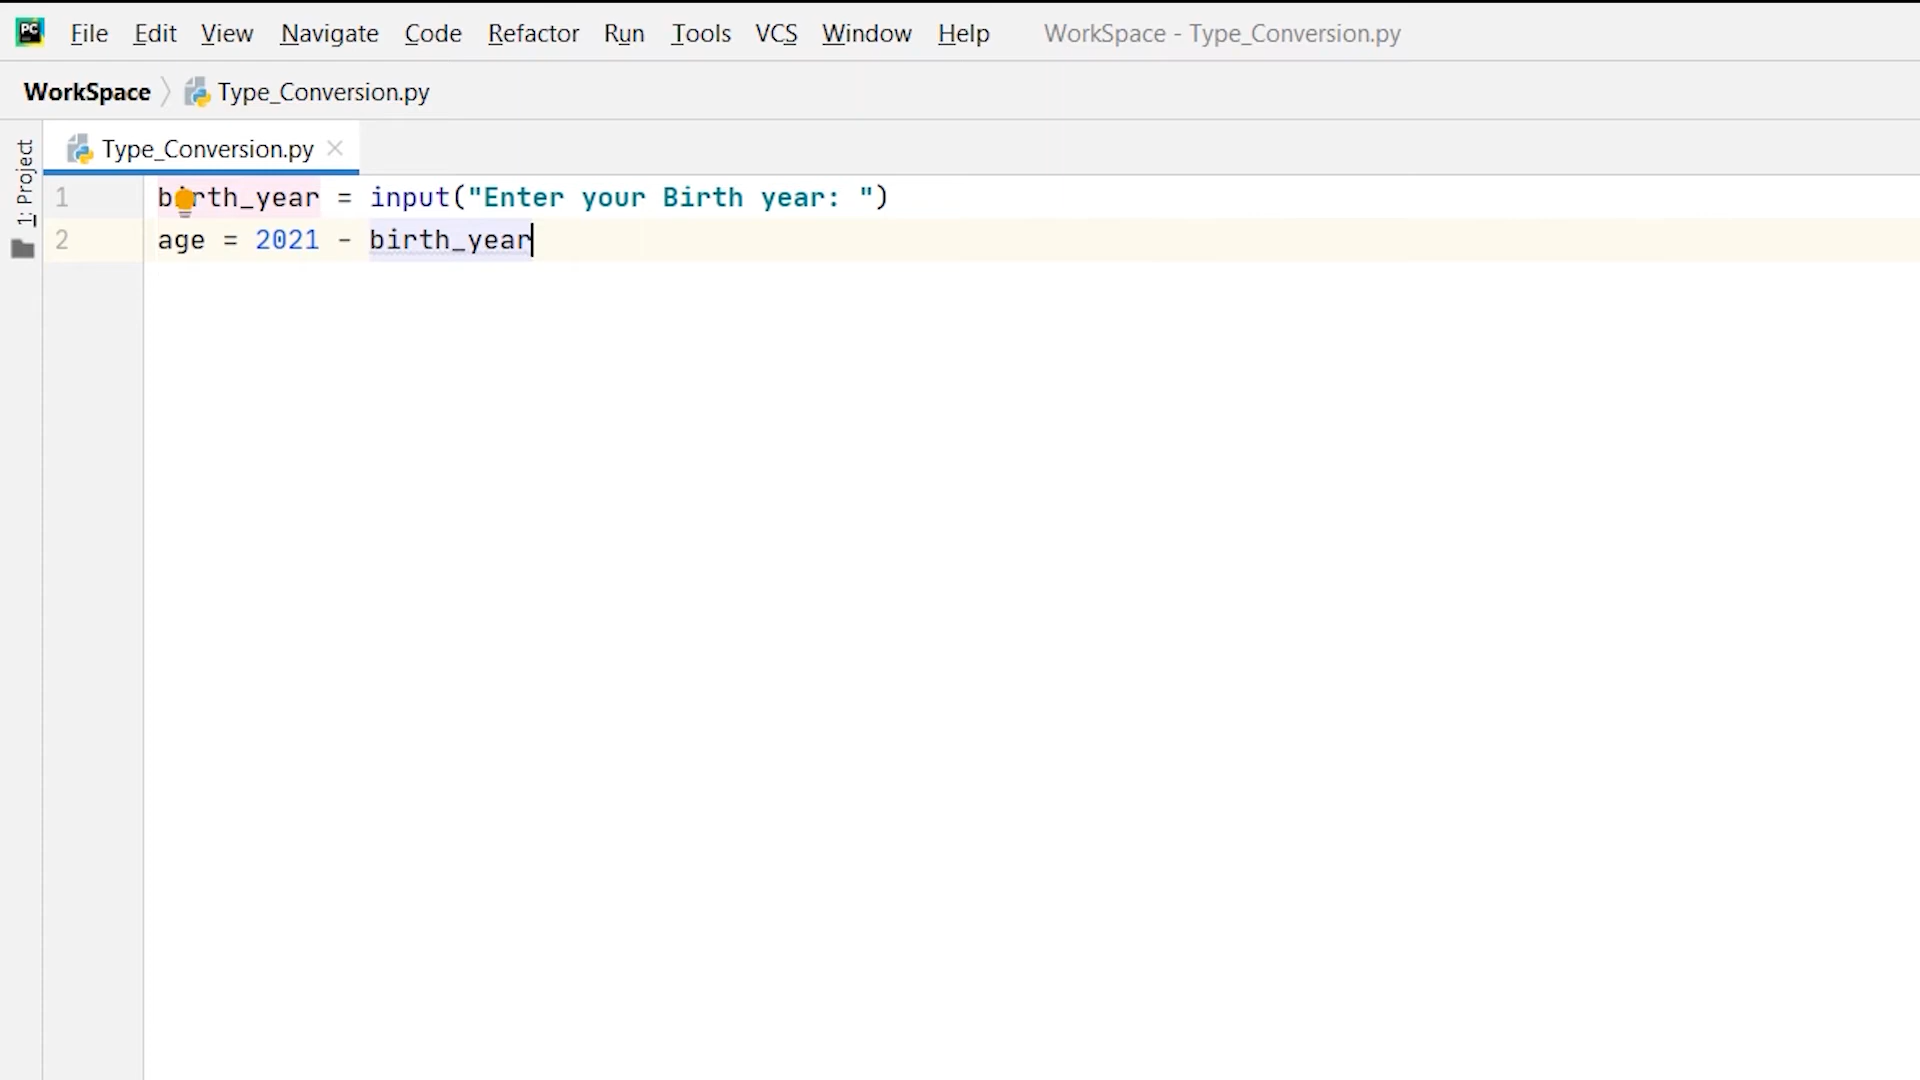 PC File Edit View Navigate Code Refactor Run Tools VCS Window Help WorkSpace - Type_Conversion.py
WorkSpace Type_Conversion.py
1: Project
Type_Conversion.py
1 birth_year = input("Enter your Birth year: ")
2 age = 2021 - birth_year